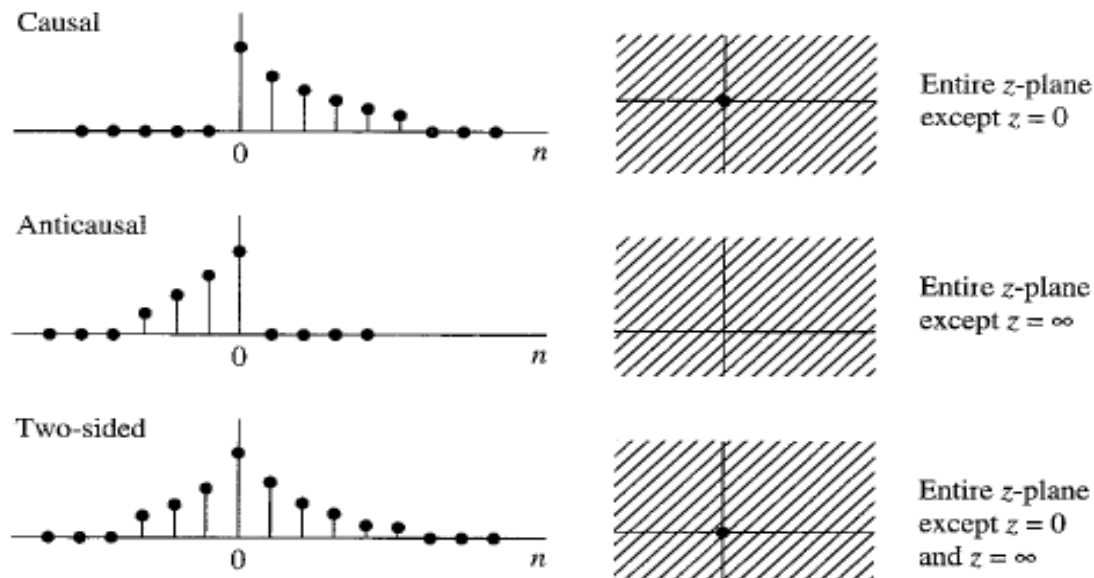 Causal
0
n
Entire z-plane
except z = 0
Anticausal
0
n
Entire z-plane
except z = ∞
Two-sided
0
n
Entire z-plane
except z = 0
and z = ∞